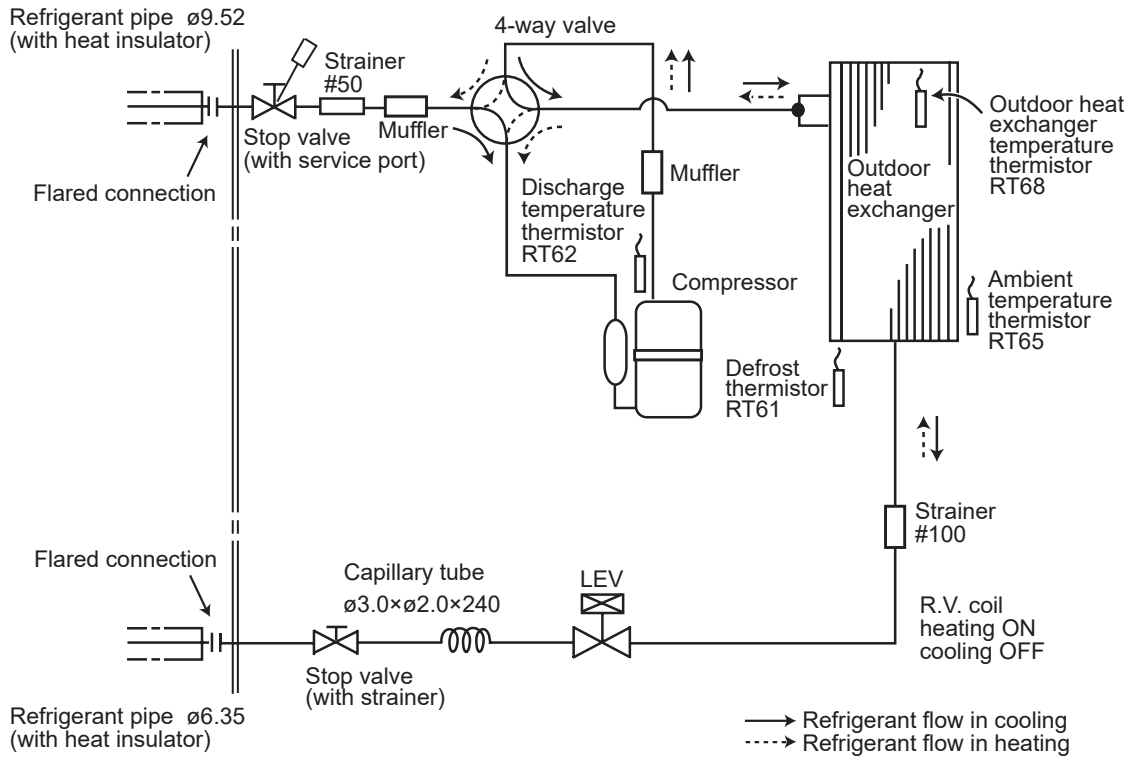 Refrigerant pipe ø9.52
(with heat insulator)
4-way valve
Strainer
#50
Muffler
Stop valve
(with service port)
Flared connection
Outdoor heat
exchanger
temperature
thermistor
RT68
Outdoor
heat
exchanger
Muffler
Discharge
temperature
thermistor
RT62
Compressor
Ambient
temperature
thermistor
RT65
Defrost
thermistor
RT61
Strainer
#100
Flared connection
Capillary tube
ø3.0×ø2.0×240
LEV
R.V. coil
heating ON
cooling OFF
Stop valve
(with strainer)
Refrigerant pipe ø6.35
(with heat insulator)
Refrigerant flow in cooling
Refrigerant flow in heating